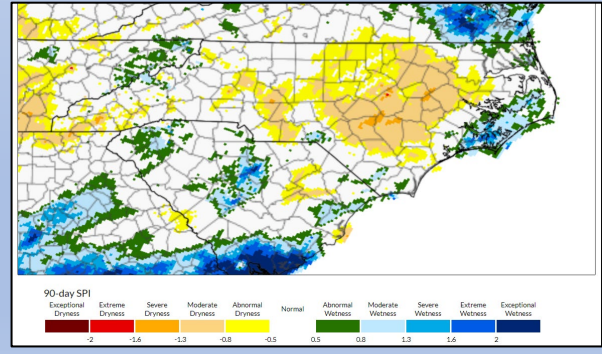 90-day SPI
Exceptional Dryness
Extreme Dryness
Severe Dryness
Moderate Dryness
Abnormal Dryness
Normal
Abnormal Wetness
Moderate Wetness
Severe Wetness
Extreme Wetness
Exceptional Wetness
-2 -1.6 -1.3 -0.8 -0.5 0.5 0.8 1.3 1.6 2